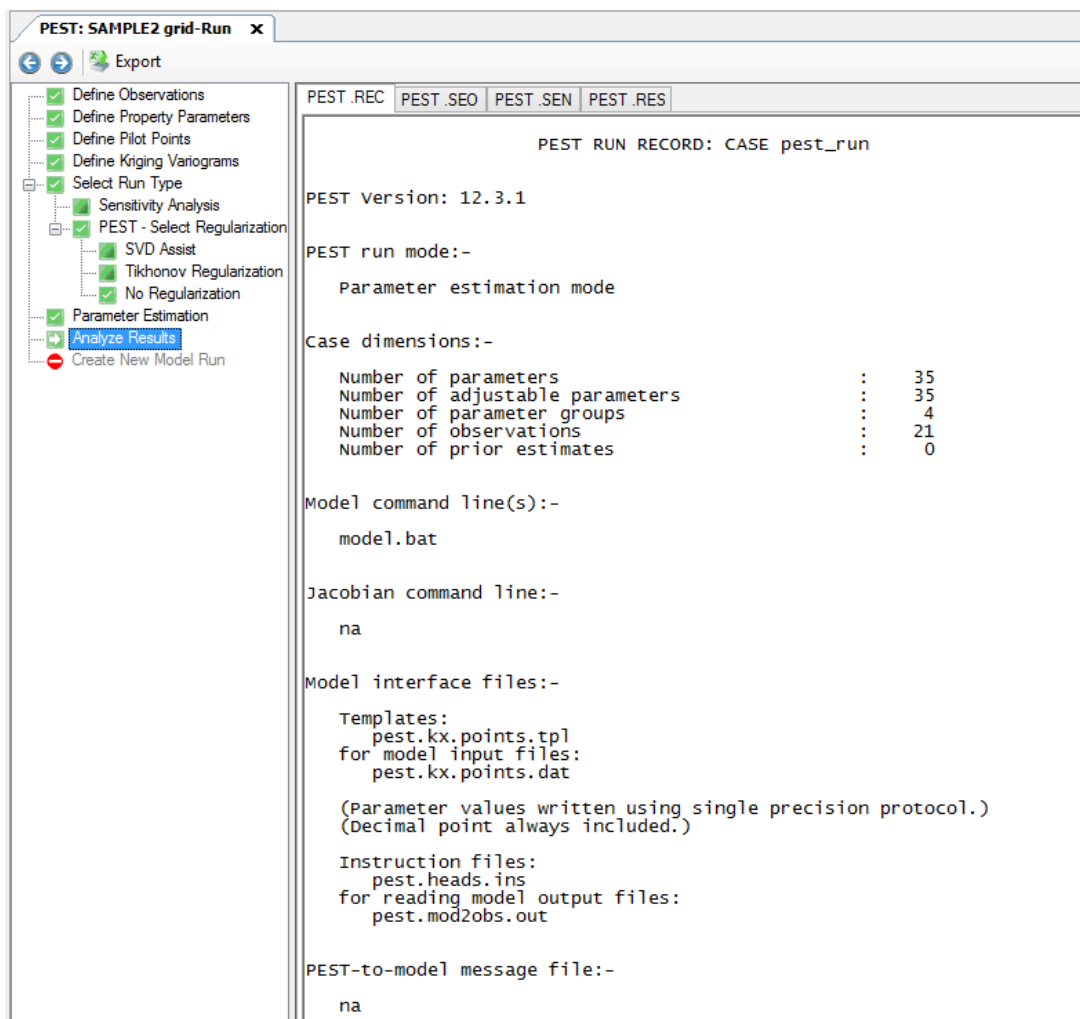 PEST: SAMPLE2 grid-Run x
Export
Define Observations
Define Property Parameters
Define Pilot Points
Define Kriging Variograms
Select Run Type
Sensitivity Analysis
PEST - Select Regularization
SVD Assist
Tikhonov Regularization
No Regularization
Parameter Estimation
Analyze Results
Create New Model Run
PEST .REC PEST .SEO PEST .SEN PEST .RES
PEST RUN RECORD: CASE pest_run
PEST Version: 12.3.1
PEST run mode:-
Parameter estimation mode
Case dimensions:-
Number of parameters : 35
Number of adjustable parameters : 35
Number of parameter groups : 4
Number of observations : 21
Number of prior estimates : 0
Model command line(s):-
model.bat
Jacobian command line:-
na
Model interface files:-
Templates:
pest.kx.points.tpl
for model input files:
pest.kx.points.dat
(Parameter values written using single precision protocol.)
(Decimal point always included.)
Instruction files:
pest.heads.ins
for reading model output files:
pest.mod2obs.out
PEST-to-model message file:-
na